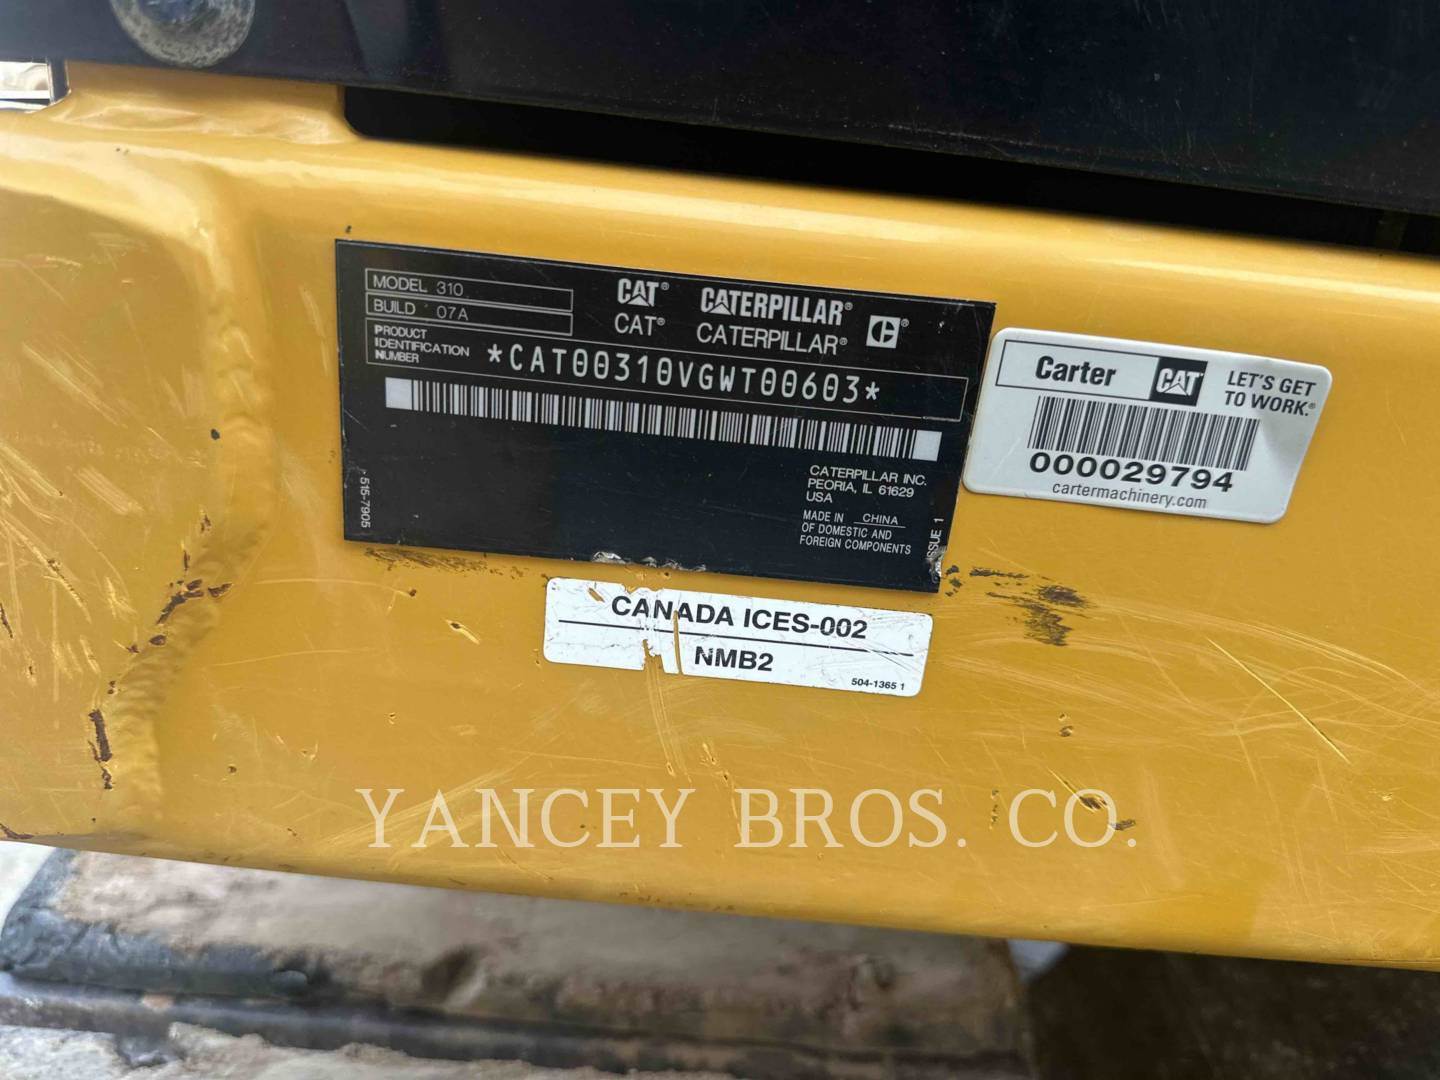 MODEL 310
BUILD 07A
PRODUCT
IDENTIFICATION
NUMBER
*CAT00310VGWT00603*
CAT® CATERPILLAR®
CAT® CATERPILLAR®
C®
CATERPILLAR INC.
PEORIA, IL 61629
USA
MADE IN CHINA
OF DOMESTIC AND
FOREIGN COMPONENTS
515-7905
ISSUE 1
Carter CAT LET'S GET
TO WORK.®
000029794
cartermachinery.com
CANADA ICES-002
NMB2
504-1365 1
YANCEY BROS. CO.